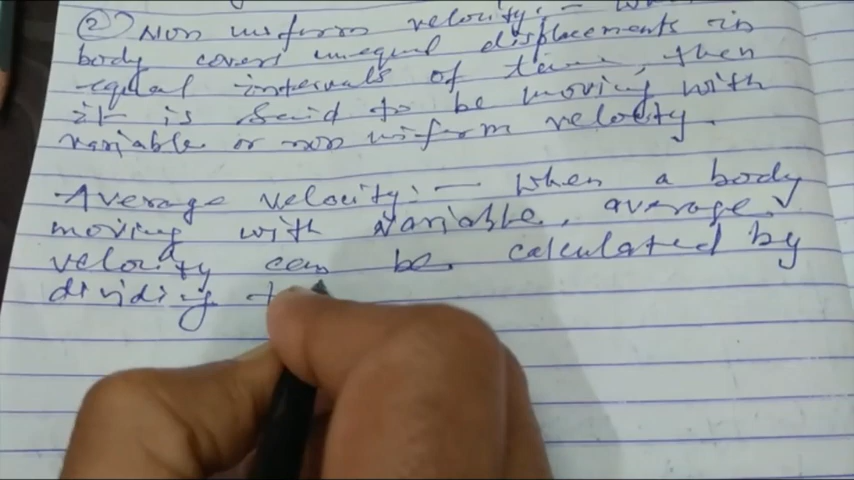 ② Non uniform velocity:-
body covers unequal displacements in
equal intervals of time, then
it is said to be moving with
variable or non uniform velocity.
Average velocity:- When a body
moving with variable, average
velocity can be calculated by
dividing